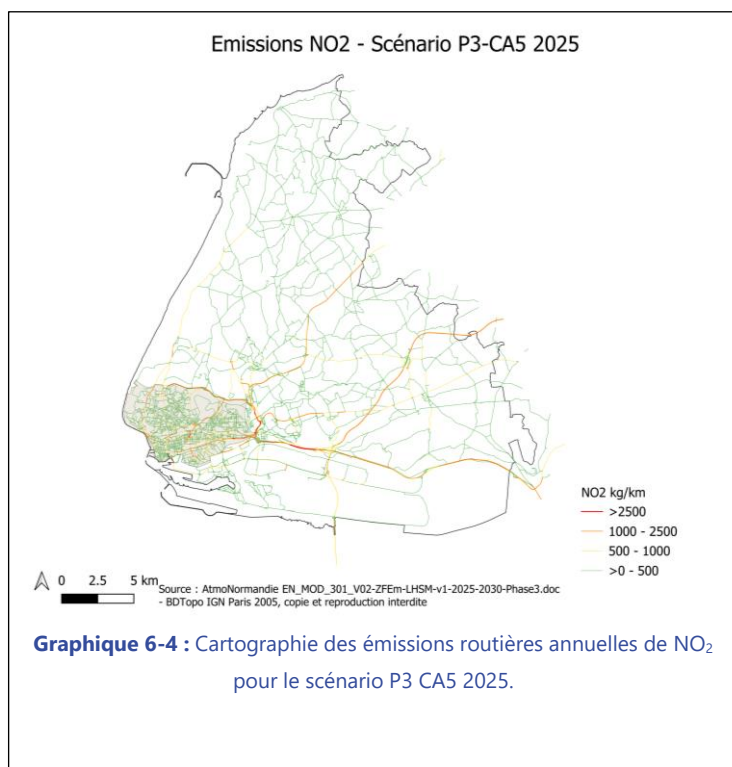 Emissions NO2 - Scénario P3-CA5 2025
NO2 kg/km
>2500
1000 - 2500
500 - 1000
>0 - 500
0 2.5 5 km
Source : AtmoNormandie EN_MOD_301_V02-ZFEm-LHSM-v1-2025-2030-Phase3.doc
- BDTopo IGN Paris 2005, copie et reproduction interdite
Graphique 6-4 : Cartographie des émissions routières annuelles de NO₂
pour le scénario P3 CA5 2025.